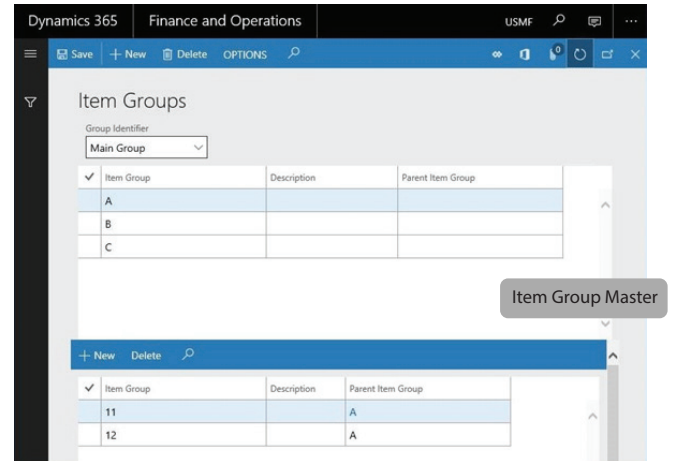 Dynamics 365 Finance and Operations USMF
Save + New Delete OPTIONS 0
Item Groups
Group Identifier
Main Group
Item Group Description Parent Item Group
A
B
C
Item Group Master
+ New Delete
Item Group Description Parent Item Group
11 A
12 A